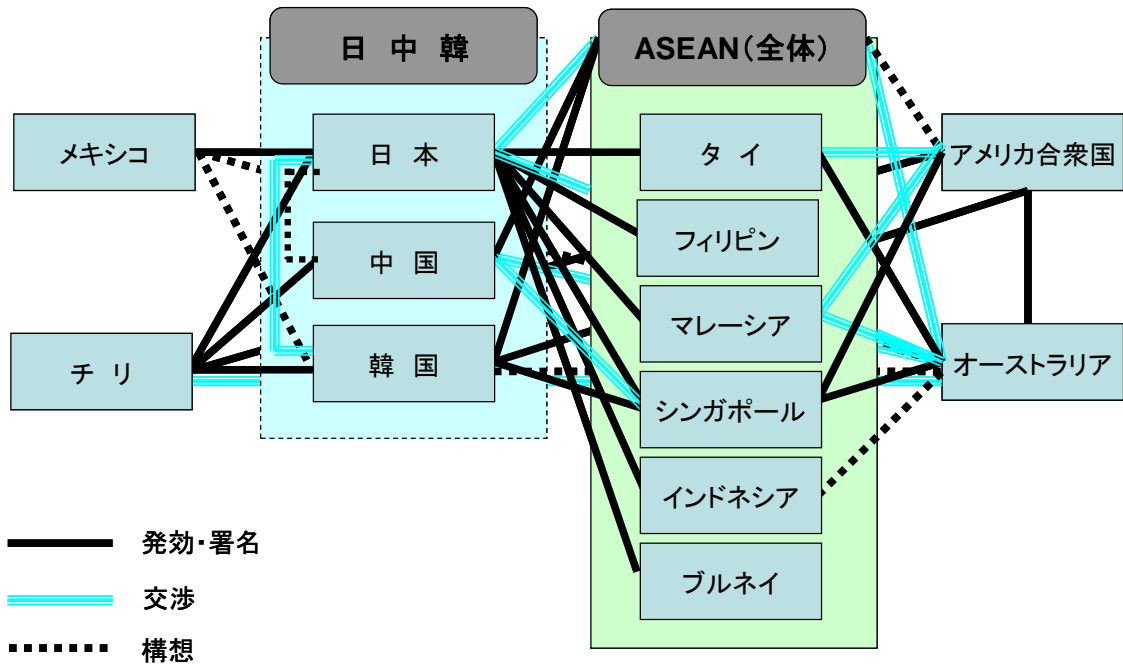 日 中 韓
ASEAN(全体)
メキシコ
日 本
タ イ
アメリカ合衆国
フィリピン
中 国
マレーシア
チ リ
韓 国
オーストラリア
シンガポール
インドネシア
ブルネイ
発効・署名
交渉
構想